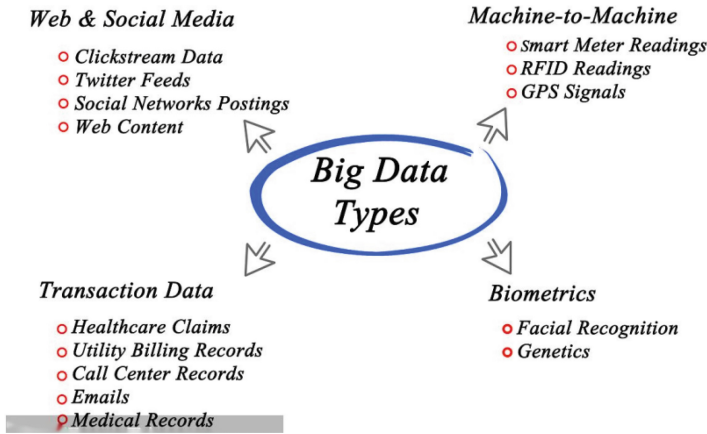 Web & Social Media
Clickstream Data
Twitter Feeds
Social Networks Postings
Web Content
Machine-to-Machine
Smart Meter Readings
RFID Readings
GPS Signals
Big Data
Types
Transaction Data
Healthcare Claims
Utility Billing Records
Call Center Records
Emails
Medical Records
Biometrics
Facial Recognition
Genetics